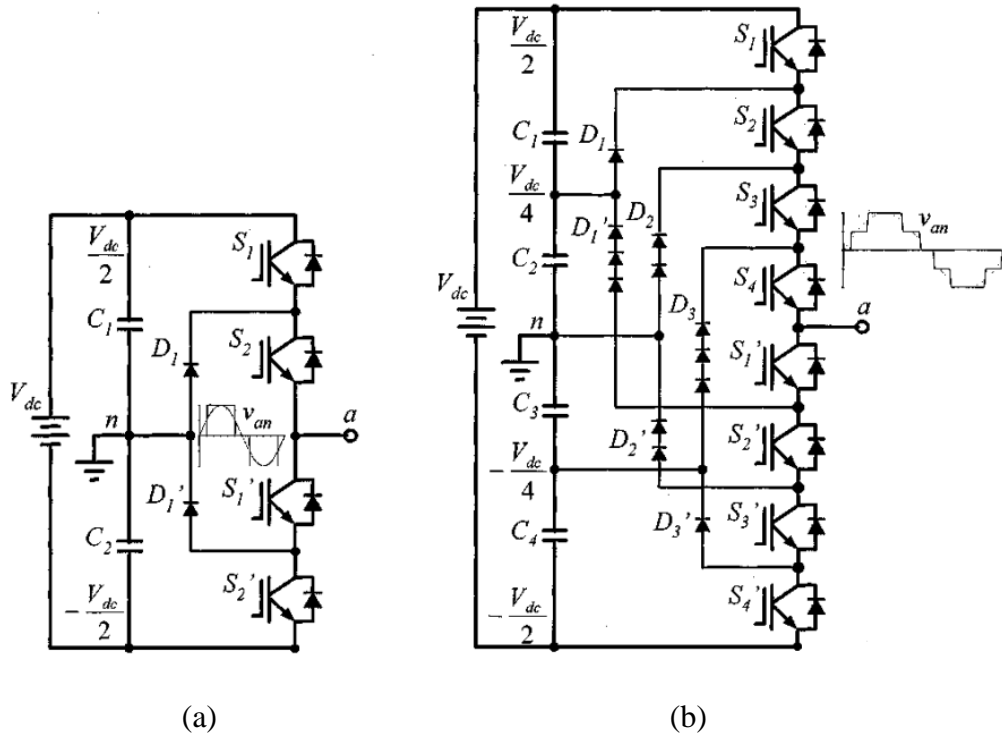 V_dc/2
S_1
C_1
D_1
S_2
V_dc
n
v_an
a
D_1'
S_1'
C_2
S_2'
-V_dc/2
(a)
V_dc/2
S_1
S_2
C_1
D_1
V_dc/4
D_1'
D_2
S_3
v_an
C_2
S_4
V_dc
D_3
n
a
S_1'
C_3
D_2'
S_2'
-V_dc/4
D_3'
S_3'
C_4
S_4'
-V_dc/2
(b)